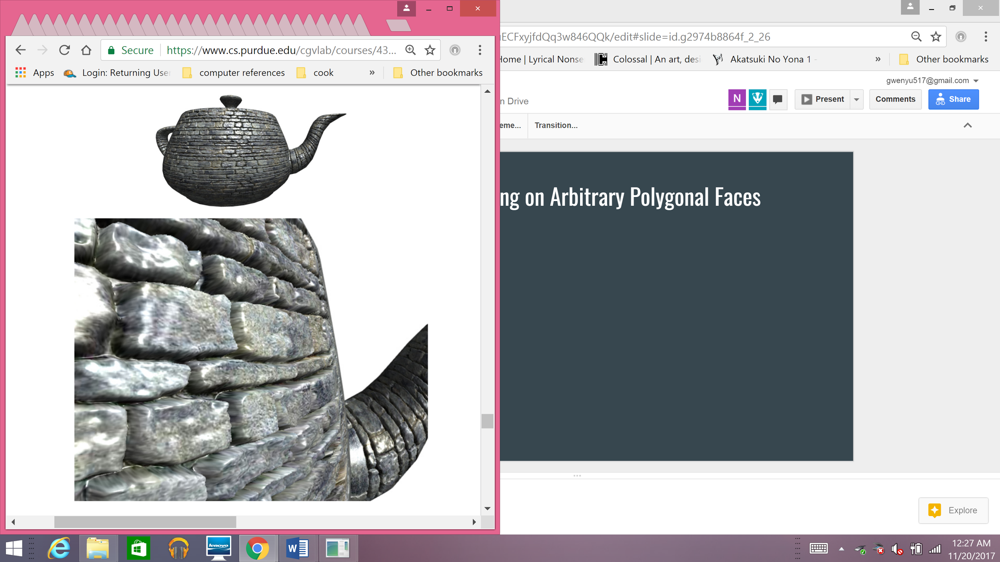 Secure https://www.cs.purdue.edu/cgvlab/courses/43...
Apps Login: Returning User computer references cook » Other bookmarks
ECFxyjfdQq3w846QQk/edit#slide=id.g2974b8864f_2_26
Home | Lyrical Nonse Colossal | An art, desi Akatsuki No Yona 1 - » Other bookmarks
gwenyu517@gmail.com
n Drive N Present Comments Share
eme... Transition...
ng on Arbitrary Polygonal Faces
Explore
lenovo
W
12:27 AM
11/20/2017